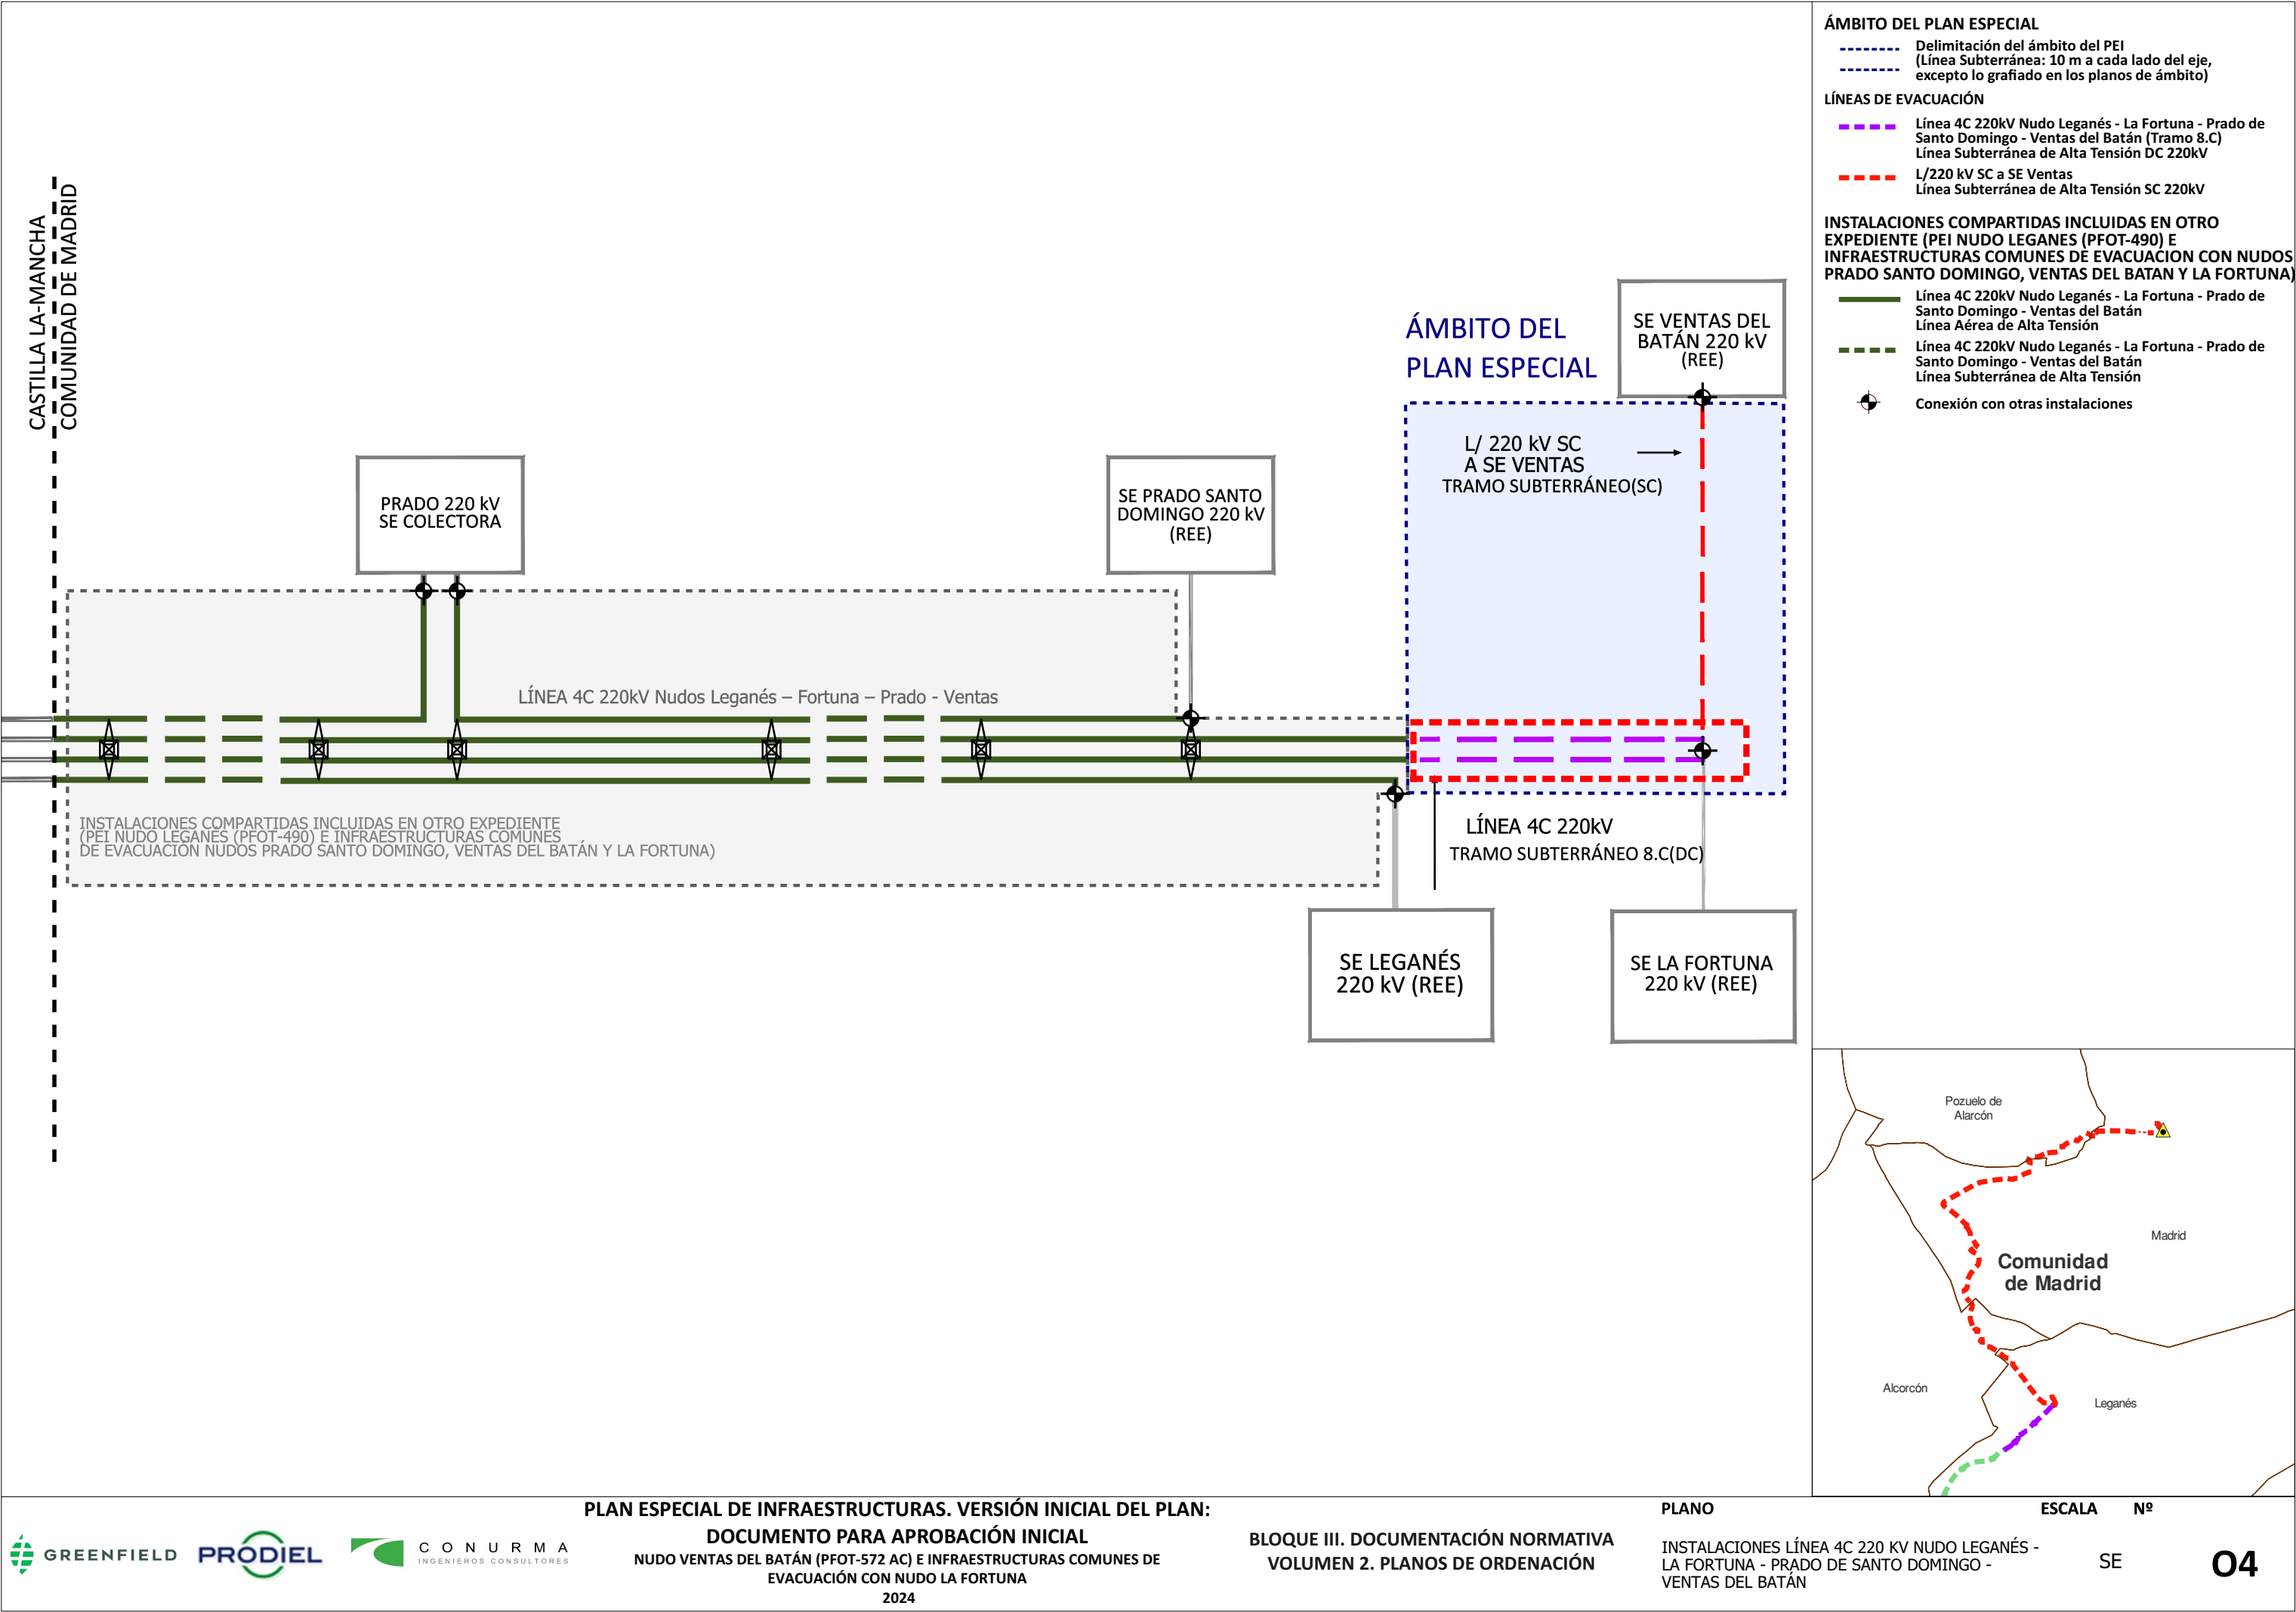 CASTILLA LA-MANCHA
COMUNIDAD DE MADRID
PRADO 220 kV
SE COLECTORA
SE PRADO SANTO
DOMINGO 220 kV
(REE)
ÁMBITO DEL
PLAN ESPECIAL
SE VENTAS DEL
BATÁN 220 kV
(REE)
L/ 220 kV SC
A SE VENTAS
TRAMO SUBTERRÁNEO(SC)
LÍNEA 4C 220kV Nudos Leganés – Fortuna – Prado - Ventas
INSTALACIONES COMPARTIDAS INCLUIDAS EN OTRO EXPEDIENTE
(PEI NUDO LEGANÉS (PFOT-490) E INFRAESTRUCTURAS COMUNES
DE EVACUACIÓN NUDOS PRADO SANTO DOMINGO, VENTAS DEL BATÁN Y LA FORTUNA)
LÍNEA 4C 220kV
TRAMO SUBTERRÁNEO 8.C(DC)
SE LEGANÉS
220 kV (REE)
SE LA FORTUNA
220 kV (REE)
ÁMBITO DEL PLAN ESPECIAL
Delimitación del ámbito del PEI
(Línea Subterránea: 10 m a cada lado del eje,
excepto lo grafiado en los planos de ámbito)
LÍNEAS DE EVACUACIÓN
Línea 4C 220kV Nudo Leganés - La Fortuna - Prado de
Santo Domingo - Ventas del Batán (Tramo 8.C)
Línea Subterránea de Alta Tensión DC 220kV
L/220 kV SC a SE Ventas
Línea Subterránea de Alta Tensión SC 220kV
INSTALACIONES COMPARTIDAS INCLUIDAS EN OTRO
EXPEDIENTE (PEI NUDO LEGANES (PFOT-490) E
INFRAESTRUCTURAS COMUNES DE EVACUACION CON NUDOS
PRADO SANTO DOMINGO, VENTAS DEL BATAN Y LA FORTUNA)
Línea 4C 220kV Nudo Leganés - La Fortuna - Prado de
Santo Domingo - Ventas del Batán
Línea Aérea de Alta Tensión
Línea 4C 220kV Nudo Leganés - La Fortuna - Prado de
Santo Domingo - Ventas del Batán
Línea Subterránea de Alta Tensión
Conexión con otras instalaciones
Pozuelo de
Alarcón
Madrid
Comunidad
de Madrid
Alcorcón
Leganés
GREENFIELD
PRODIEL
CONURMA
INGENIEROS CONSULTORES
PLAN ESPECIAL DE INFRAESTRUCTURAS. VERSIÓN INICIAL DEL PLAN:
DOCUMENTO PARA APROBACIÓN INICIAL
NUDO VENTAS DEL BATÁN (PFOT-572 AC) E INFRAESTRUCTURAS COMUNES DE
EVACUACIÓN CON NUDO LA FORTUNA
2024
BLOQUE III. DOCUMENTACIÓN NORMATIVA
VOLUMEN 2. PLANOS DE ORDENACIÓN
PLANO
INSTALACIONES LÍNEA 4C 220 KV NUDO LEGANÉS -
LA FORTUNA - PRADO DE SANTO DOMINGO -
VENTAS DEL BATÁN
ESCALA
SE
Nº
O4